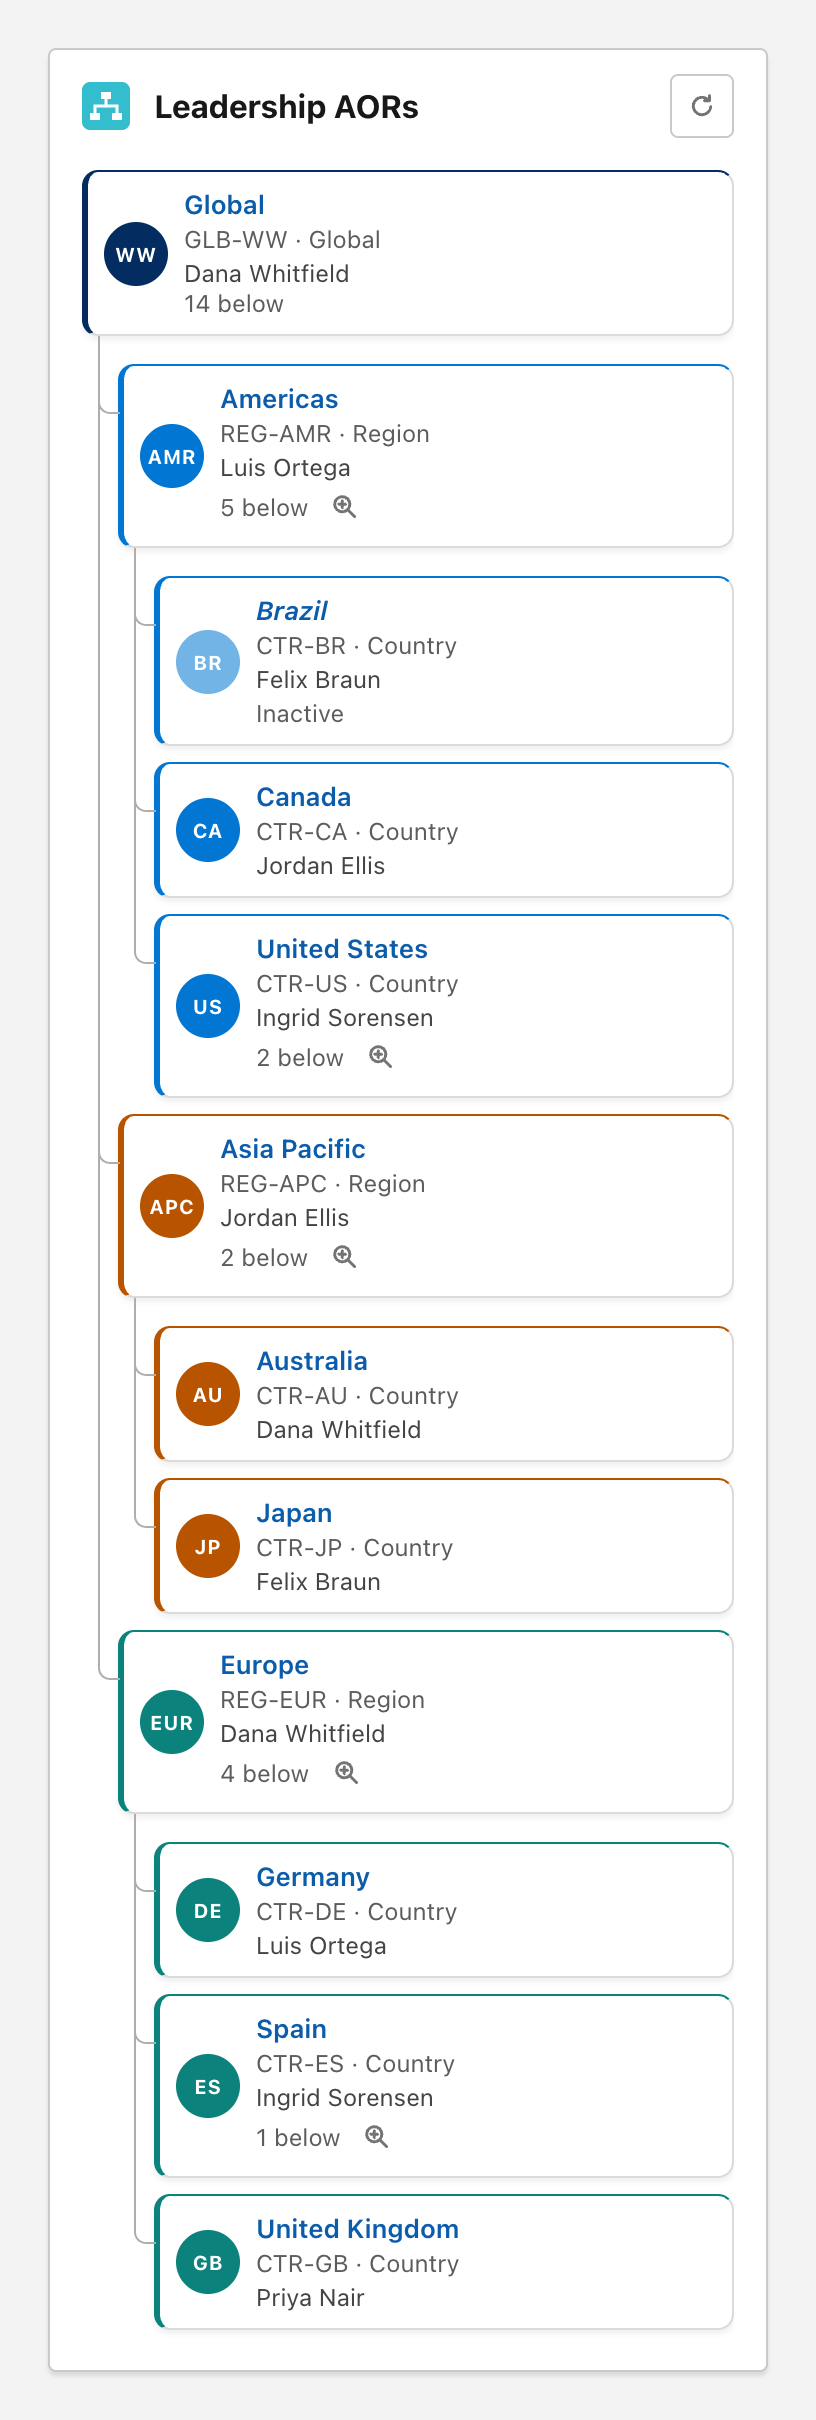 Leadership AORs
Global
WW
GLB-WW · Global
Dana Whitfield
14 below
Americas
AMR
REG-AMR · Region
Luis Ortega
5 below
Brazil
BR
CTR-BR · Country
Felix Braun
Inactive
Canada
CA
CTR-CA · Country
Jordan Ellis
United States
US
CTR-US · Country
Ingrid Sorensen
2 below
Asia Pacific
APC
REG-APC · Region
Jordan Ellis
2 below
Australia
AU
CTR-AU · Country
Dana Whitfield
Japan
JP
CTR-JP · Country
Felix Braun
Europe
EUR
REG-EUR · Region
Dana Whitfield
4 below
Germany
DE
CTR-DE · Country
Luis Ortega
Spain
ES
CTR-ES · Country
Ingrid Sorensen
1 below
United Kingdom
GB
CTR-GB · Country
Priya Nair